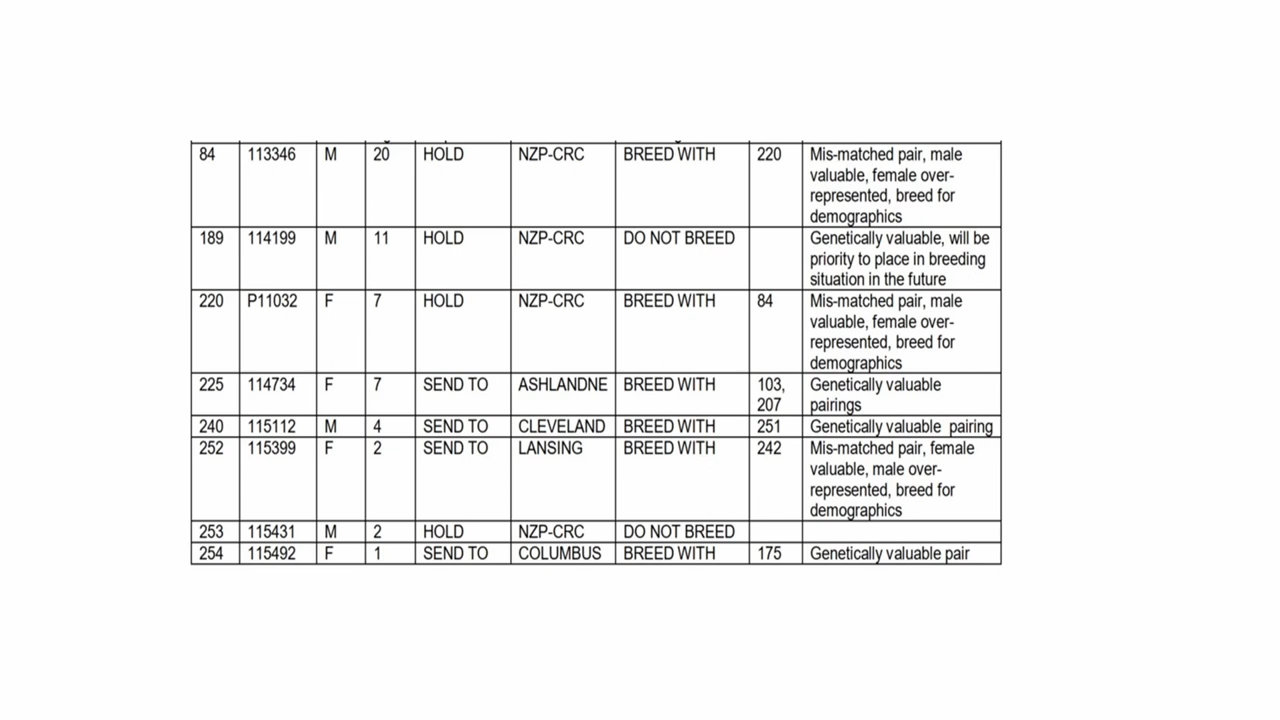 84 113346 M 20 HOLD NZP-CRC BREED WITH 220 Mis-matched pair, male
valuable, female over-
represented, breed for
demographics
189 114199 M 11 HOLD NZP-CRC DO NOT BREED Genetically valuable, will be
priority to place in breeding
situation in the future
220 P11032 F 7 HOLD NZP-CRC BREED WITH 84 Mis-matched pair, male
valuable, female over-
represented, breed for
demographics
225 114734 F 7 SEND TO ASHLANDNE BREED WITH 103, Genetically valuable
207 pairings
240 115112 M 4 SEND TO CLEVELAND BREED WITH 251 Genetically valuable pairing
252 115399 F 2 SEND TO LANSING BREED WITH 242 Mis-matched pair, female
valuable, male over-
represented, breed for
demographics
253 115431 M 2 HOLD NZP-CRC DO NOT BREED
254 115492 F 1 SEND TO COLUMBUS BREED WITH 175 Genetically valuable pair